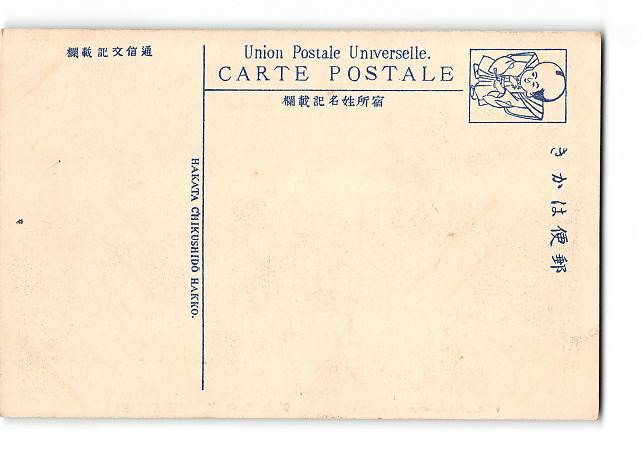 通信文記載欄
Union Postale Universelle.
CARTE POSTALE
宿所姓名記載欄
郵便はかき
HAKATA CHIKUSHIDŌ HAKKO.